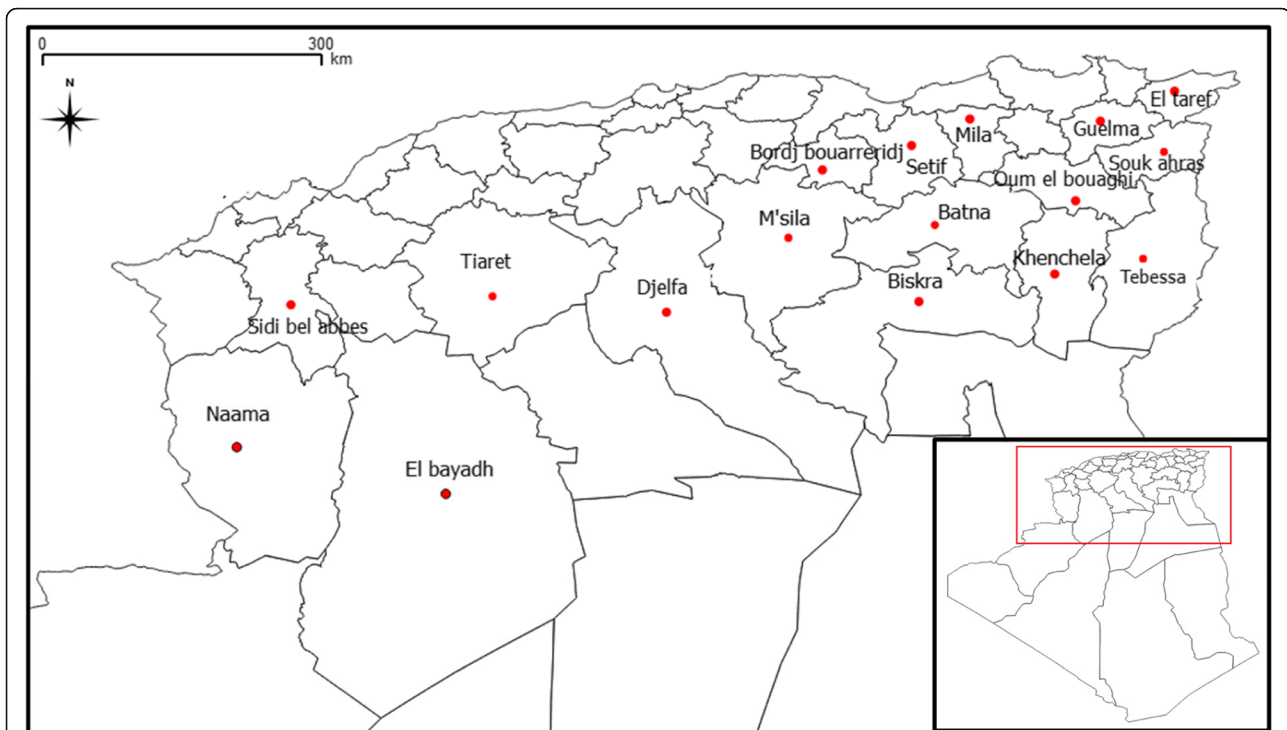 0 300
km
N
El taref
Mila
Guelma
Bordj bouarreridj
Setif
Souk ahras
Oum el bouaghi
M'sila
Batna
Tiaret
Khenchela
Djelfa
Biskra
Tebessa
Sidi bel abbes
Naama
El bayadh